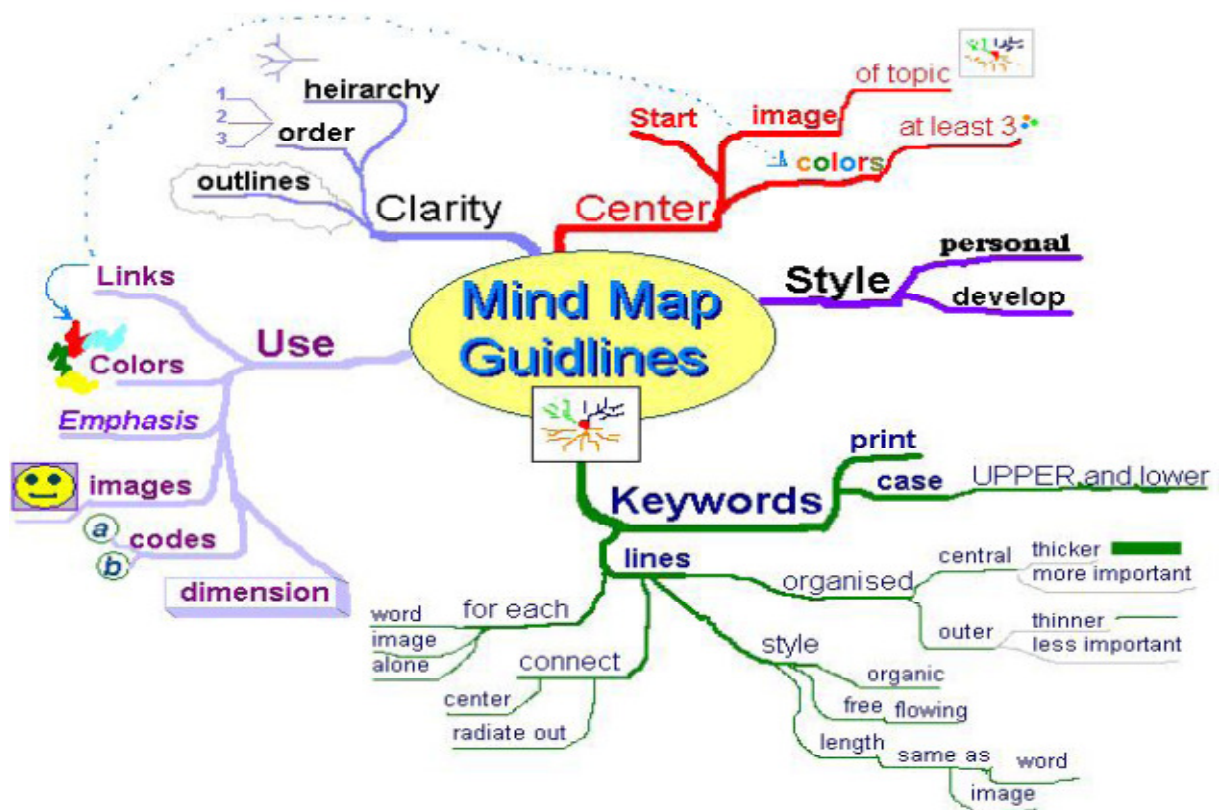 Mind Map
Guidlines
Center
Start
image
of topic
colors
at least 3
Style
personal
develop
Keywords
print
case
UPPER and lower
lines
organised
central
thicker
more important
outer
thinner
less important
style
organic
free flowing
length
same as
word
image
connect
center
radiate out
for each
word
image
alone
Use
Links
Colors
Emphasis
images
codes
a
b
dimension
Clarity
heirarchy
order
1
2
3
outlines